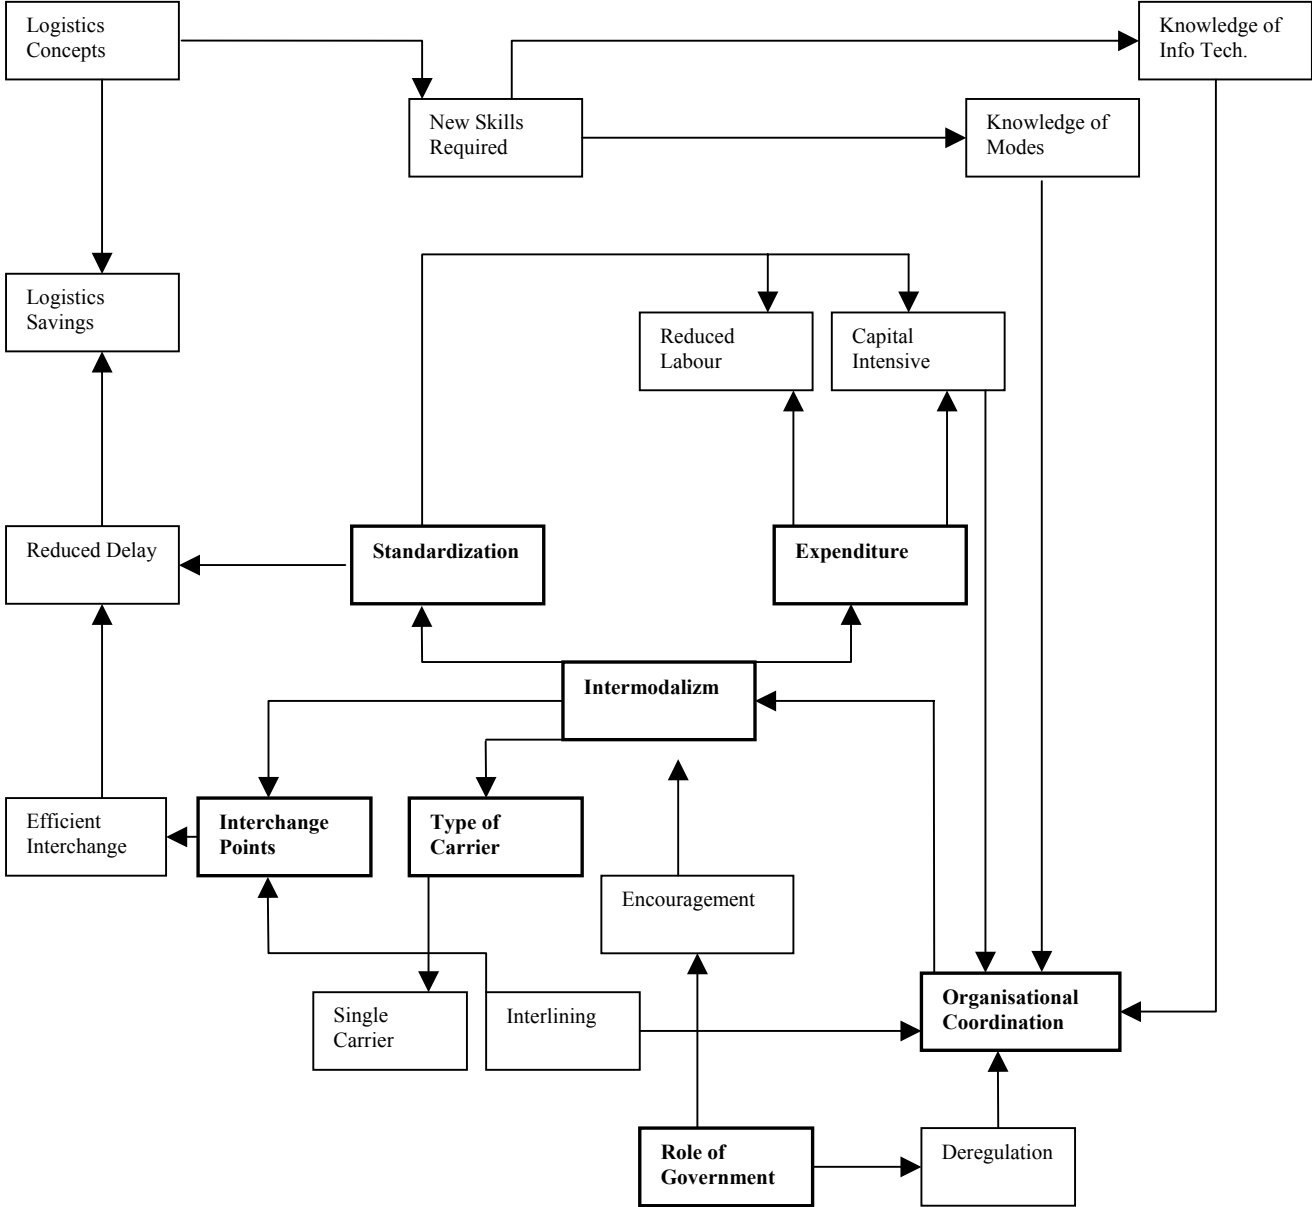 Logistics
Concepts
Knowledge of
Info Tech.
New Skills
Required
Knowledge of
Modes
Logistics
Savings
Reduced
Labour
Capital
Intensive
Reduced Delay
Standardization
Expenditure
Intermodalizm
Efficient
Interchange
Interchange
Points
Type of
Carrier
Encouragement
Single
Carrier
Interlining
Organisational
Coordination
Role of
Government
Deregulation